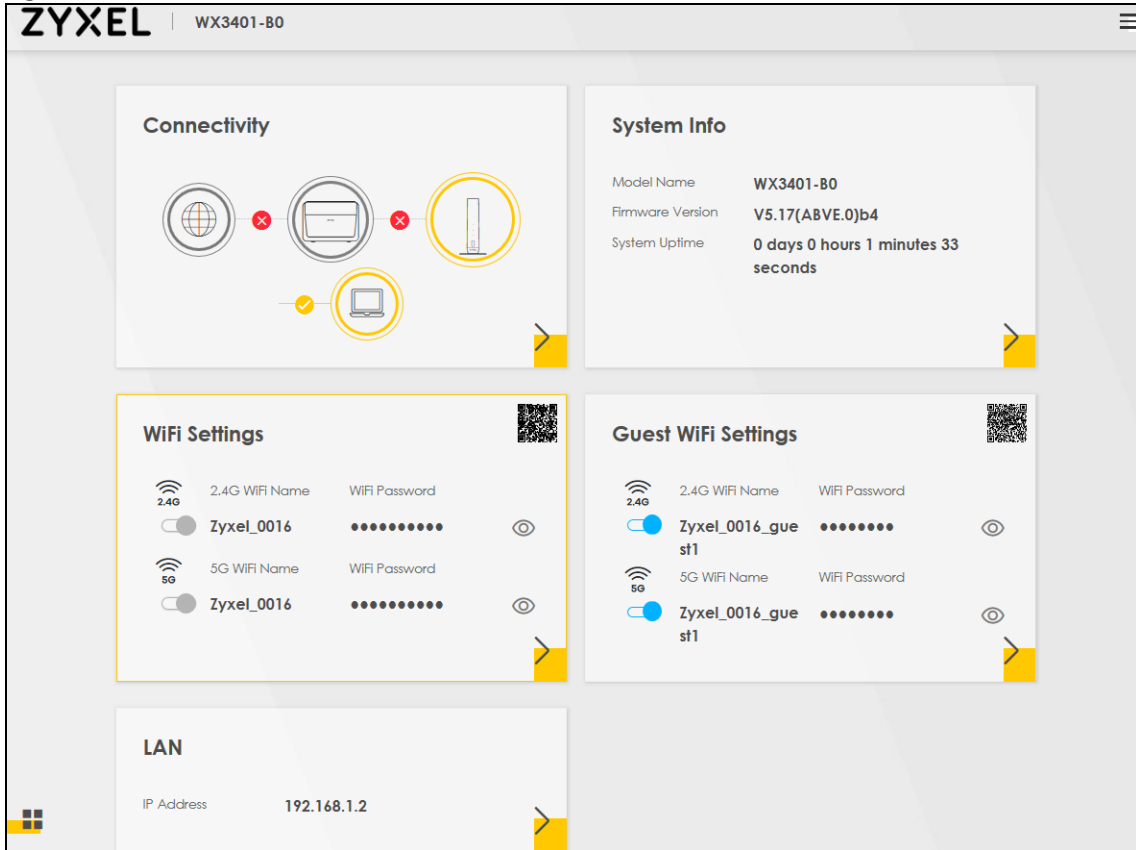 ZYXEL WX3401-B0
Connectivity
System Info
Model Name WX3401-B0
Firmware Version V5.17(ABVE.0)b4
System Uptime 0 days 0 hours 1 minutes 33
seconds
WiFi Settings
2.4G WiFi Name WiFi Password
2.4G
Zyxel_0016 ●●●●●●●●●●
5G WiFi Name WiFi Password
5G
Zyxel_0016 ●●●●●●●●●●
Guest WiFi Settings
2.4G WiFi Name WiFi Password
2.4G
Zyxel_0016_gue ●●●●●●●●
st1
5G WiFi Name WiFi Password
5G
Zyxel_0016_gue ●●●●●●●●
st1
LAN
IP Address 192.168.1.2